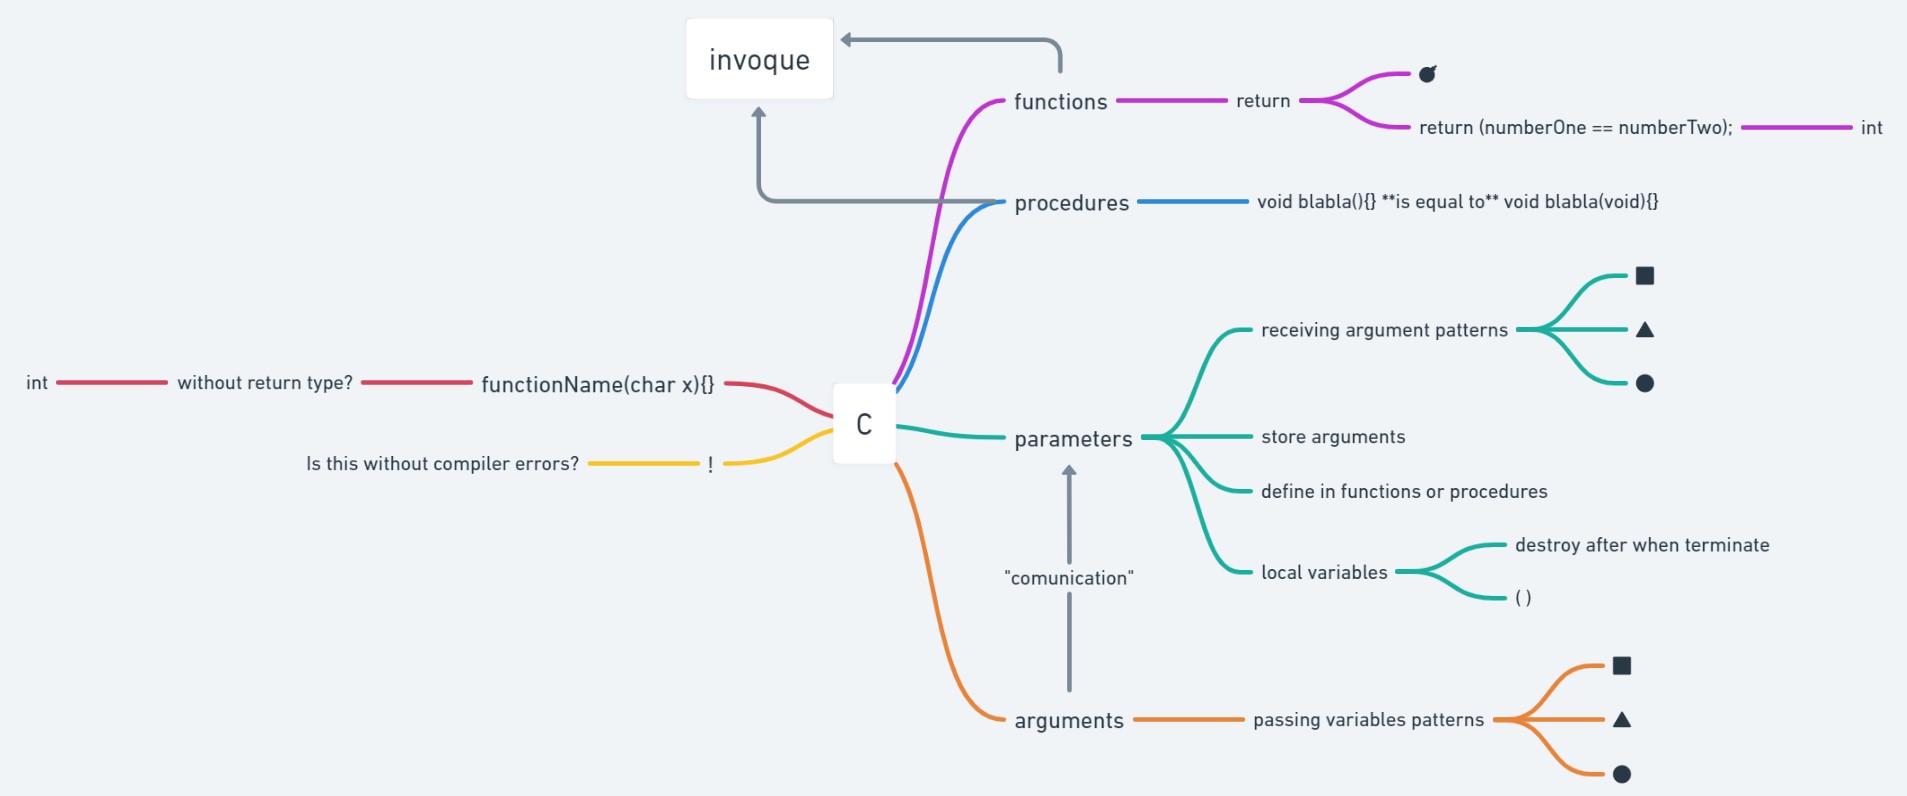 invoque
functions
return
return (numberOne == numberTwo);
int
procedures
void blabla(){} **is equal to** void blabla(void){}
receiving argument patterns
int
without return type?
functionName(char x){}
C
parameters
store arguments
Is this without compiler errors?
!
define in functions or procedures
destroy after when terminate
local variables
"comunication"
( )
arguments
passing variables patterns